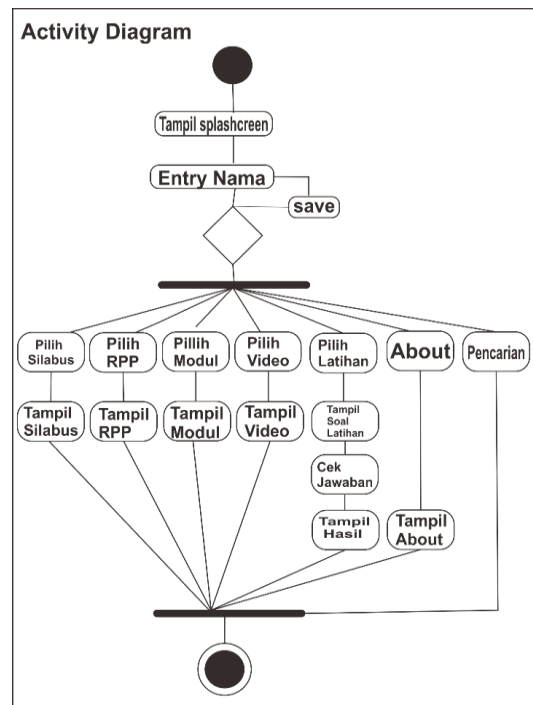 Activity Diagram
Tampil splashcreen
Entry Nama
save
Pilih
Silabus
Pilih
RPP
Pillih
Modul
Pilih
Video
Pilih
Latihan
About
Pencarian
Tampil
Silabus
Tampil
RPP
Tampil
Modul
Tampil
Video
Tampil
Soal
Latihan
Cek
Jawaban
Tampil
Hasil
Tampil
About